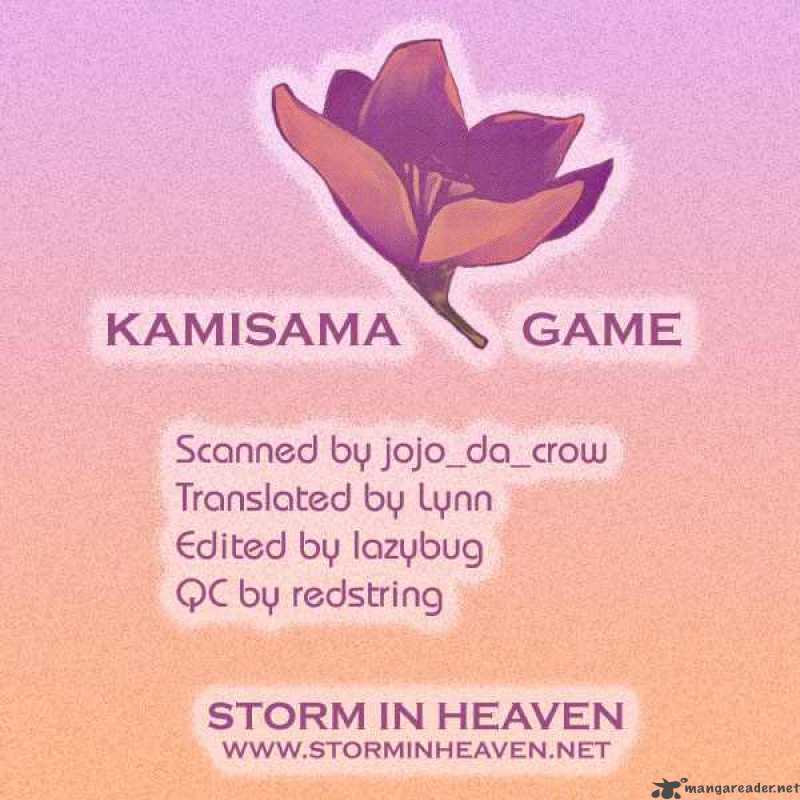 KAMISAMA GAME
Scanned by jojo_da_crow
Translated by Lynn
Edited by lazybug
QC by redstring
STORM IN HEAVEN
WWW.STORMINHEAVEN.NET
mangareader.net